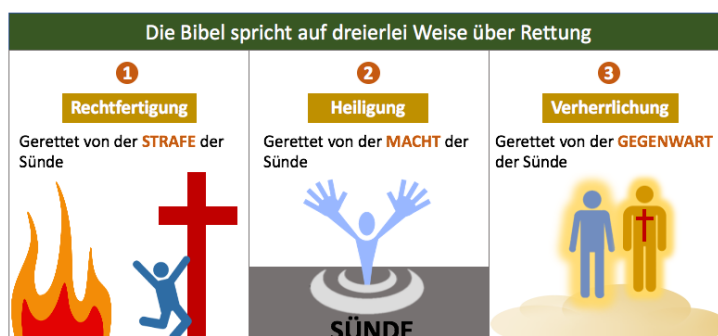 Die Bibel spricht auf dreierlei Weise über Rettung
1
Rechtfertigung
Gerettet von der STRAFE der
Sünde
2
Heiligung
Gerettet von der MACHT der
Sünde
SÜNDE
3
Verherrlichung
Gerettet von der GEGENWART
der Sünde